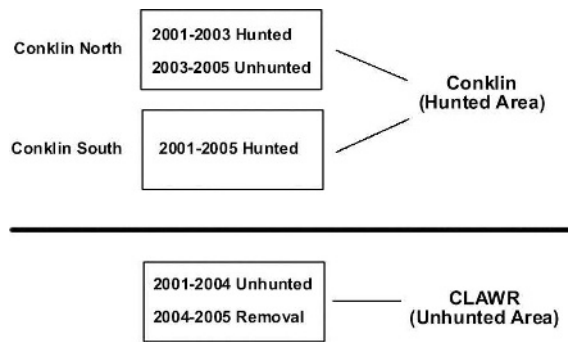 Conklin North
2001-2003 Hunted
2003-2005 Unhunted
Conklin
(Hunted Area)
Conklin South
2001-2005 Hunted
2001-2004 Unhunted
2004-2005 Removal
CLAWR
(Unhunted Area)